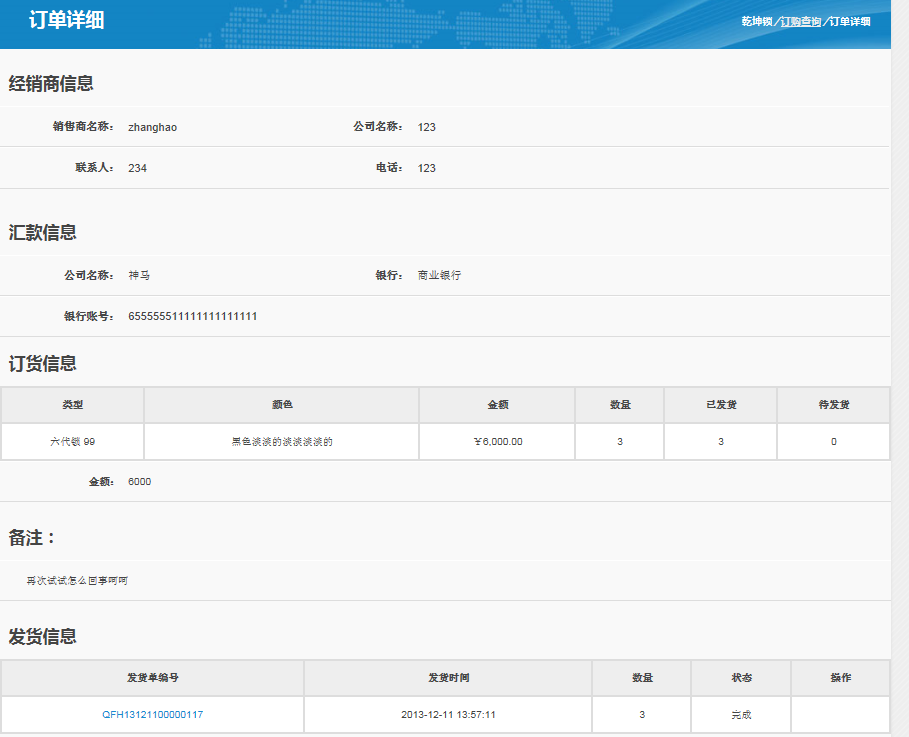 订单详细
乾坤锁／订购查询／订单详细
经销商信息
销售商名称： zhanghao 公司名称： 123
联系人： 234 电话： 123
汇款信息
公司名称： 神马 银行： 商业银行
银行账号： 655555511111111111111
订货信息
类型 颜色 金额 数量 已发货 待发货
六代锁 99 黑色淡淡的淡淡淡淡的 ￥6,000.00 3 3 0
金额： 6000
备注：
再次试试怎么回事呵呵
发货信息
发货单编号 发货时间 数量 状态 操作
QFH13121100000117 2013-12-11 13:57:11 3 完成